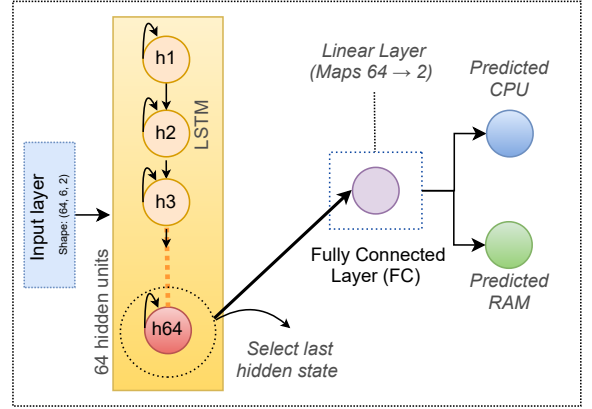 Input layer
Shape: (64, 6, 2)
64 hidden units
LSTM
h1
h2
h3
h64
Select last
hidden state
Linear Layer
(Maps 64 → 2)
Fully Connected
Layer (FC)
Predicted
CPU
Predicted
RAM